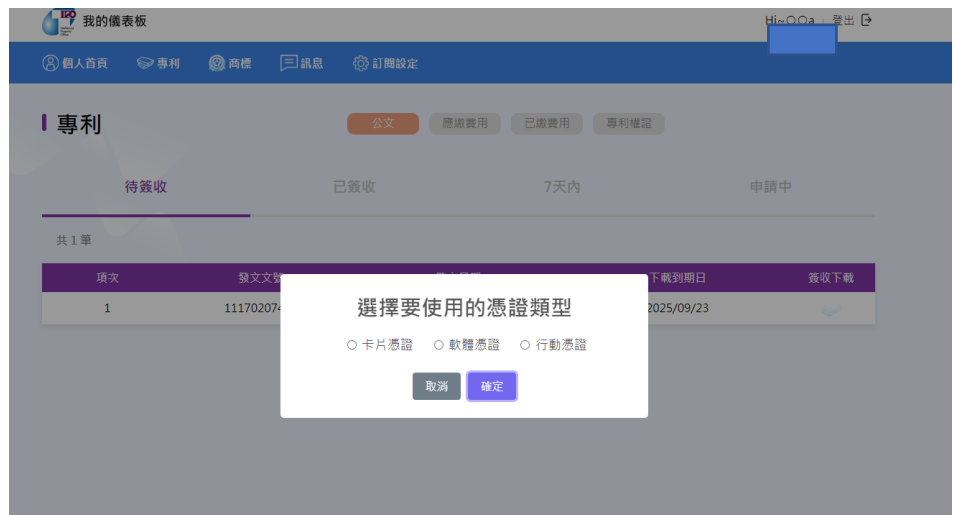 TIPO 我的儀表板
Hi~○○a 登出
個人首頁 專利 商標 訊息 訂閱設定
專利
公文 應繳費用 已繳費用 專利權證
待簽收 已簽收 7天內 申請中
共 1 筆
項次 發文文號 下載到期日 簽收下載
1 11170207 2025/09/23
選擇要使用的憑證類型
卡片憑證 軟體憑證 行動憑證
取消 確定